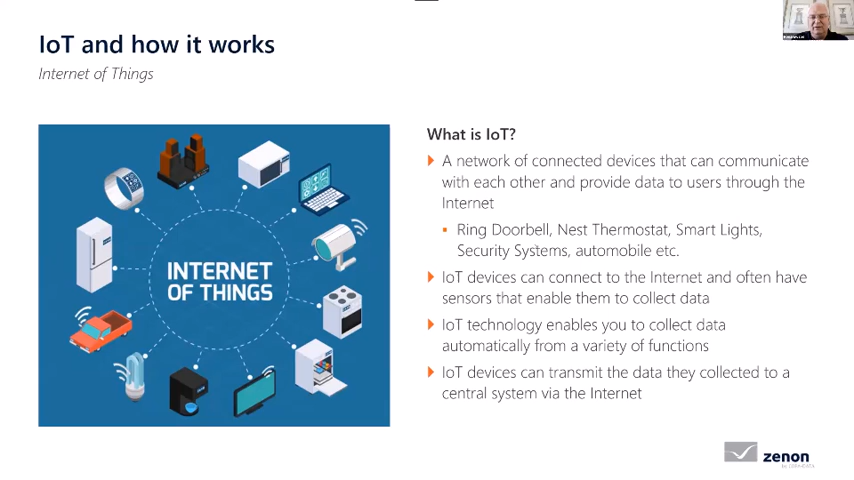 IoT and how it works
Internet of Things
INTERNET
OF THINGS
What is IoT?
A network of connected devices that can communicate
with each other and provide data to users through the
Internet
Ring Doorbell, Nest Thermostat, Smart Lights,
Security Systems, automobile etc.
IoT devices can connect to the Internet and often have
sensors that enable them to collect data
IoT technology enables you to collect data
automatically from a variety of functions
IoT devices can transmit the data they collected to a
central system via the Internet
zenon
by COPA-DATA